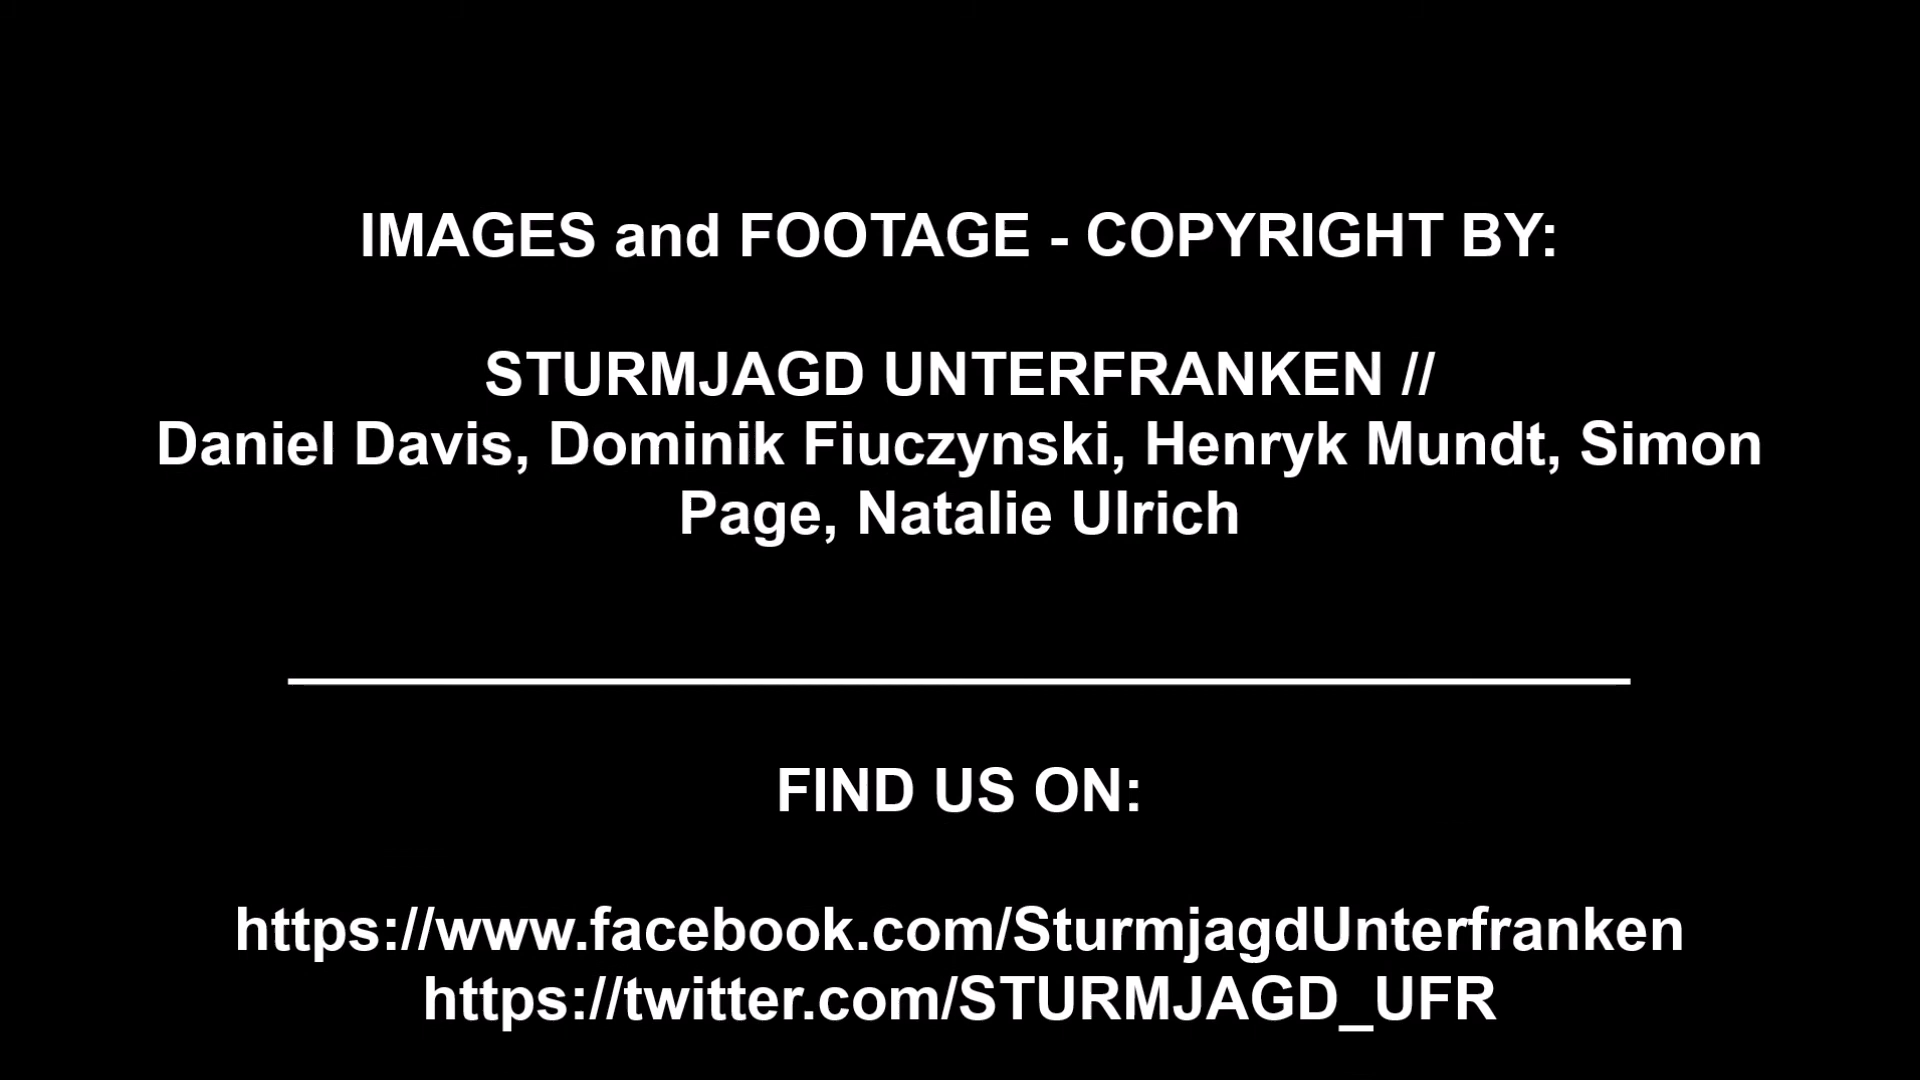 IMAGES and FOOTAGE - COPYRIGHT BY:
STURMJAGD UNTERFRANKEN //
Daniel Davis, Dominik Fiuczynski, Henryk Mundt, Simon
Page, Natalie Ulrich
FIND US ON:
https://www.facebook.com/SturmjagdUnterfranken
https://twitter.com/STURMJAGD_UFR